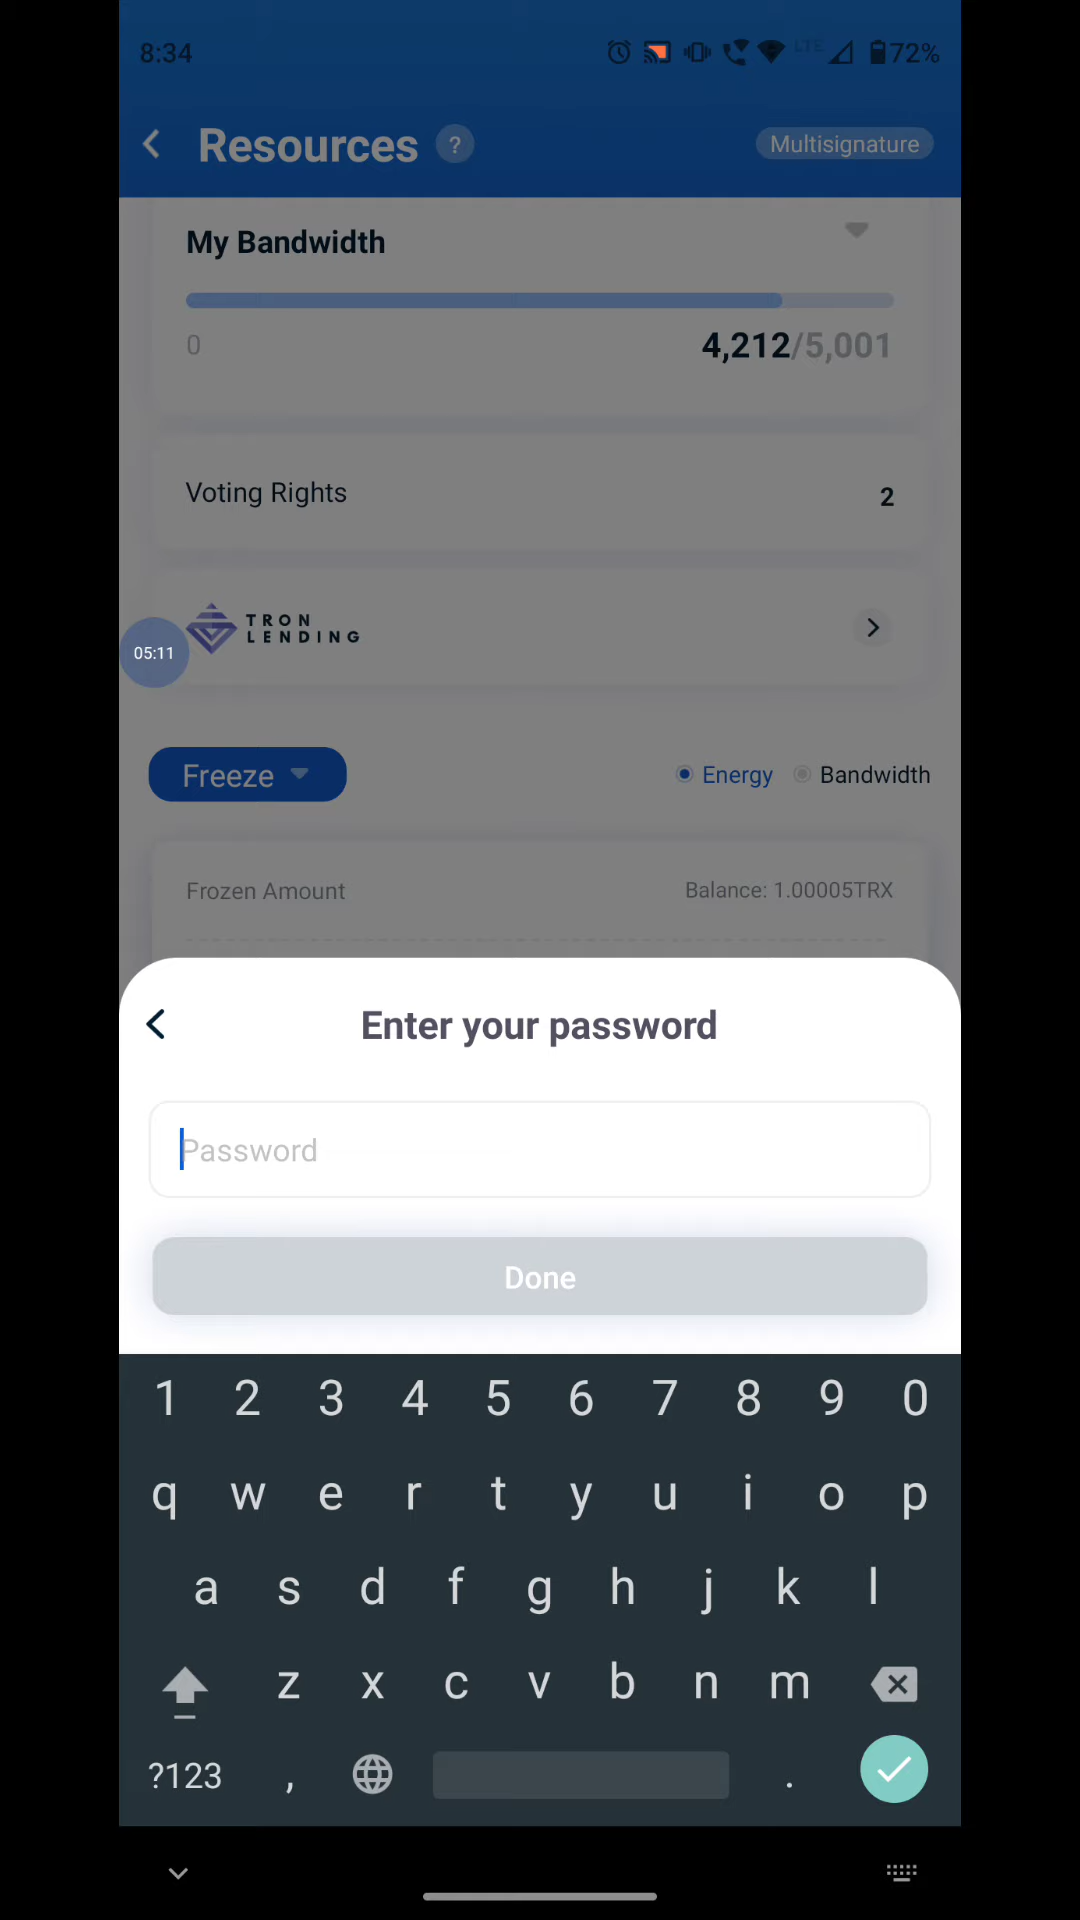 8:34
LTE 72%
Resources ? Multisignature
My Bandwidth
0 4,212/5,001
Voting Rights 2
TRON
LENDING
05:11
Freeze Energy Bandwidth
Frozen Amount Balance: 1.00005TRX
Enter your password
Password
Done
1 2 3 4 5 6 7 8 9 0
q w e r t y u i o p
a s d f g h j k l
z x c v b n m
?123 , .